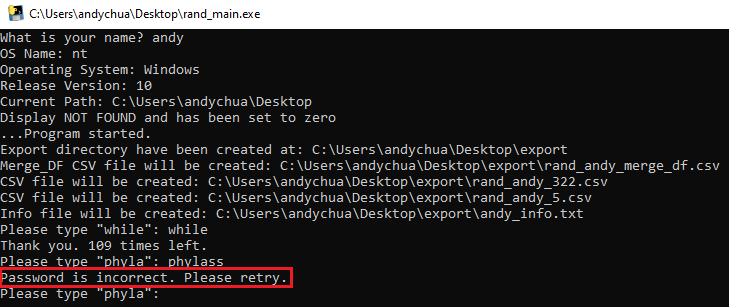 C:\Users\andychua\Desktop\rand_main.exe
What is your name? andy
OS Name: nt
Operating System: Windows
Release Version: 10
Current Path: C:\Users\andychua\Desktop
Display NOT FOUND and has been set to zero
...Program started.
Export directory have been created at: C:\Users\andychua\Desktop\export
Merge_DF CSV file will be created: C:\Users\andychua\Desktop\export\rand_andy_merge_df.csv
CSV file will be created: C:\Users\andychua\Desktop\export\rand_andy_322.csv
CSV file will be created: C:\Users\andychua\Desktop\export\rand_andy_5.csv
Info file will be created: C:\Users\andychua\Desktop\export\andy_info.txt
Please type "while": while
Thank you. 109 times left.
Please type "phyla": phylass
Password is incorrect. Please retry.
Please type "phyla":